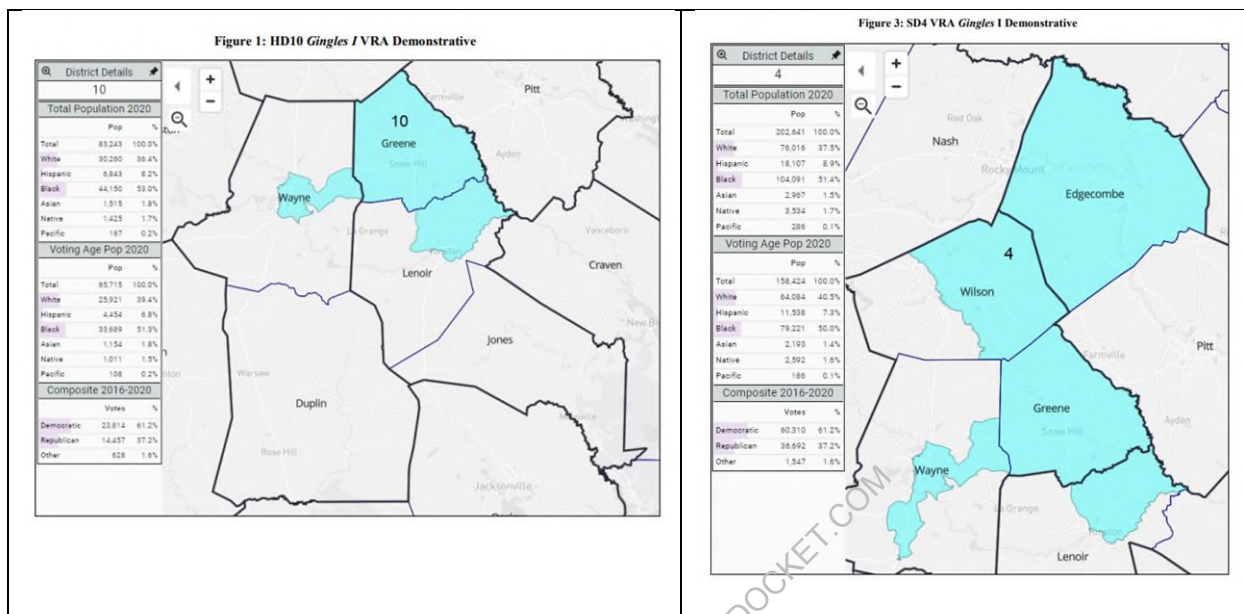 Figure 1: HD10 Gingles I VRA Demonstrative
District Details
10
Total Population 2020
Pop %
Total 83,243 100.0%
White 30,260 36.4%
Hispanic 6,843 8.2%
Black 44,150 53.0%
Asian 1,515 1.8%
Native 1,425 1.7%
Pacific 167 0.2%
Voting Age Pop 2020
Pop %
Total 65,715 100.0%
White 25,921 39.4%
Hispanic 4,454 6.8%
Black 33,689 51.3%
Asian 1,154 1.8%
Native 1,011 1.5%
Pacific 108 0.2%
Composite 2016-2020
Votes %
Democratic 23,814 61.2%
Republican 14,457 37.2%
Other 628 1.6%
+
-
Farmville
Pitt
10
Greene
Snow Hill
Ayden
Wayne
La Grange
Vanceboro
Lenoir
Craven
Jones
Warsaw
Duplin
Rose Hill
Jacksonville
Figure 3: SD4 VRA Gingles I Demonstrative
District Details
4
Total Population 2020
Pop %
Total 202,641 100.0%
White 76,016 37.5%
Hispanic 18,107 8.9%
Black 104,091 51.4%
Asian 2,967 1.5%
Native 3,534 1.7%
Pacific 286 0.1%
Voting Age Pop 2020
Pop %
Total 158,424 100.0%
White 64,084 40.5%
Hispanic 11,538 7.3%
Black 79,221 50.0%
Asian 2,193 1.4%
Native 2,592 1.6%
Pacific 186 0.1%
Composite 2016-2020
Votes %
Democratic 60,310 61.2%
Republican 36,692 37.2%
Other 1,547 1.6%
+
-
Red Oak
Nash
Rocky Mount
Edgecombe
4
Wilson
Farmville
Pitt
Greene
Snow Hill
Ayden
Wayne
La Grange
Lenoir
DOCKET.COM